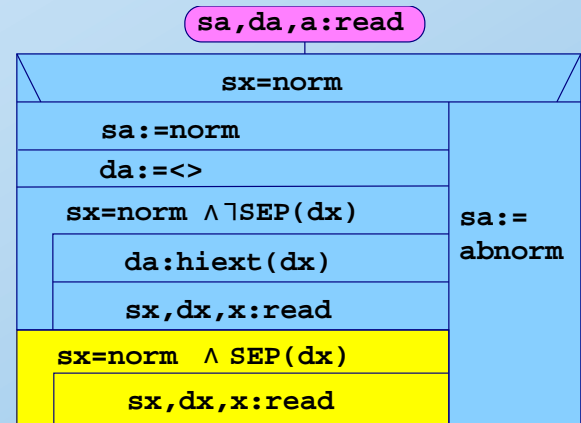 sa,da,a:read
sx=norm
sa:=norm
da:=<>
sx=norm ∧ ⅂SEP(dx)
da:hiext(dx)
sx,dx,x:read
sa:=
abnorm
sx=norm ∧ SEP(dx)
sx,dx,x:read